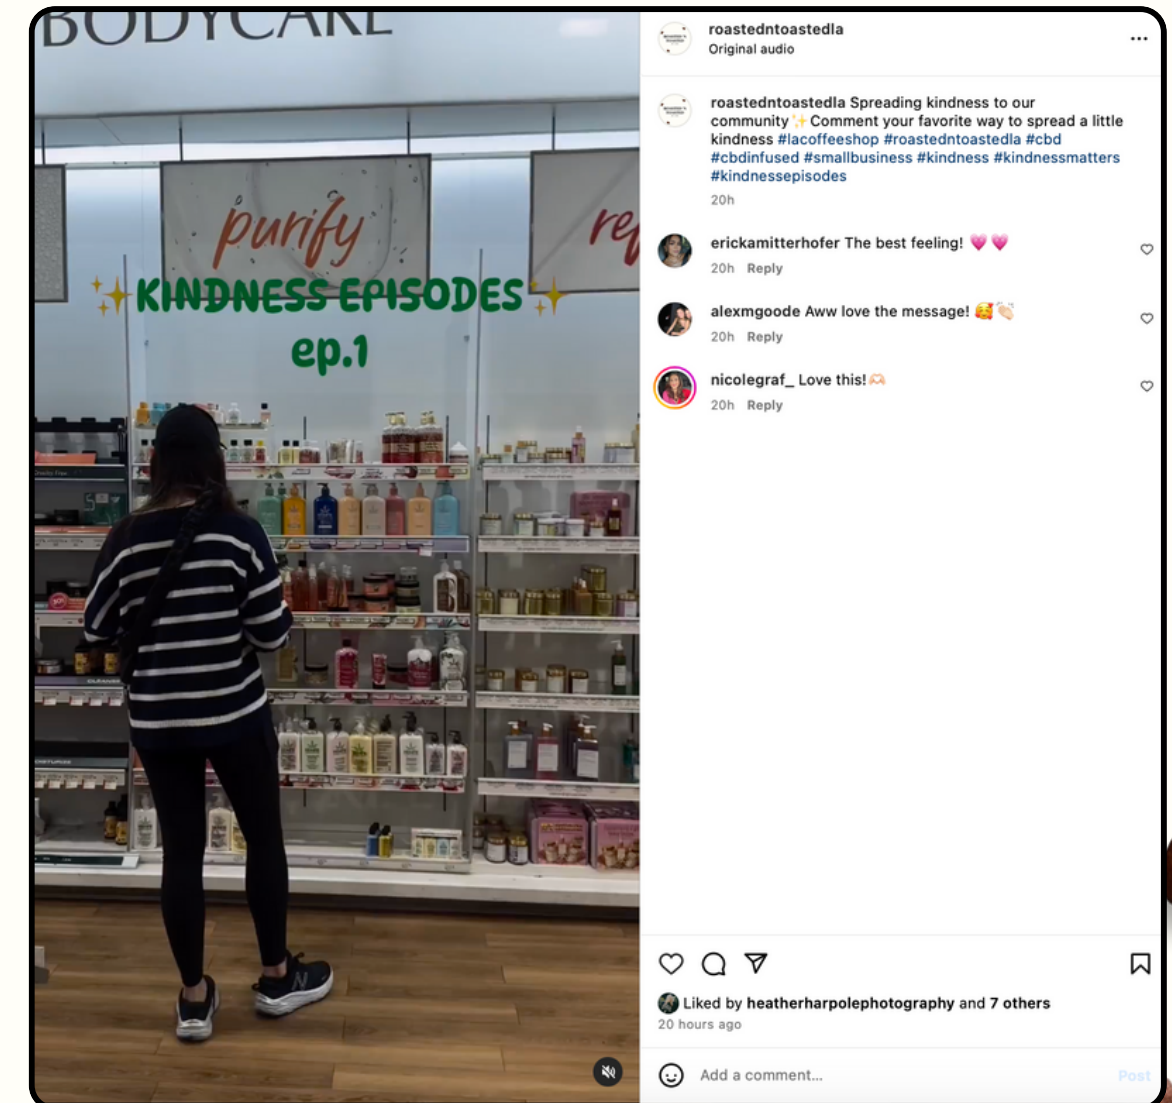 BODYCARE
purify
✨KINDNESS EPISODES✨
ep.1
roastedntoastedla
Original audio
roastedntoastedla Spreading kindness to our
community✨Comment your favorite way to spread a little
kindness #lacoffeeshop #roastedntoastedla #cbd
#cbdinfused #smallbusiness #kindness #kindnessmatters
#kindnessepisodes
20h
erickamitterhofer The best feeling! 💗💗
20h Reply
alexmgoode Aww love the message! 🥰👏🏻
20h Reply
nicolegraf_ Love this!🫶🏻
20h Reply
Liked by heatherharpolephotography and 7 others
20 hours ago
Add a comment...
Post